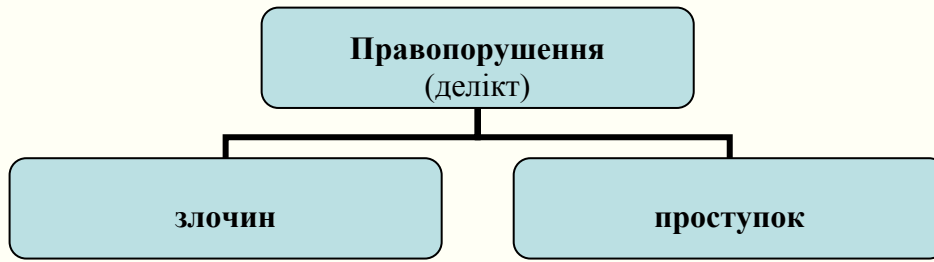 Правопорушення
(делікт)
злочин
проступок